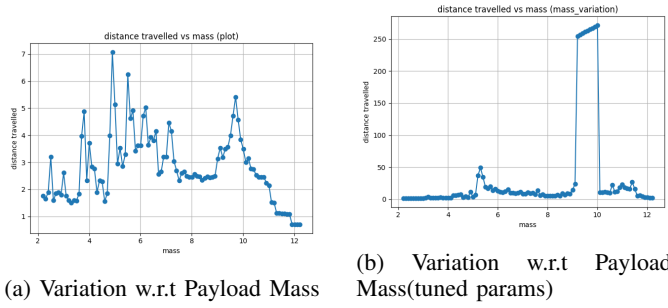 distance travelled vs mass (plot)
7
6
5
4
3
2
1
distance travelled
2
4
6
8
10
12
mass
(a) Variation w.r.t Payload Mass
distance travelled vs mass (mass_variation)
250
200
150
100
50
0
distance travelled
2
4
6
8
10
12
mass
(b) Variation w.r.t Payload
Mass(tuned params)